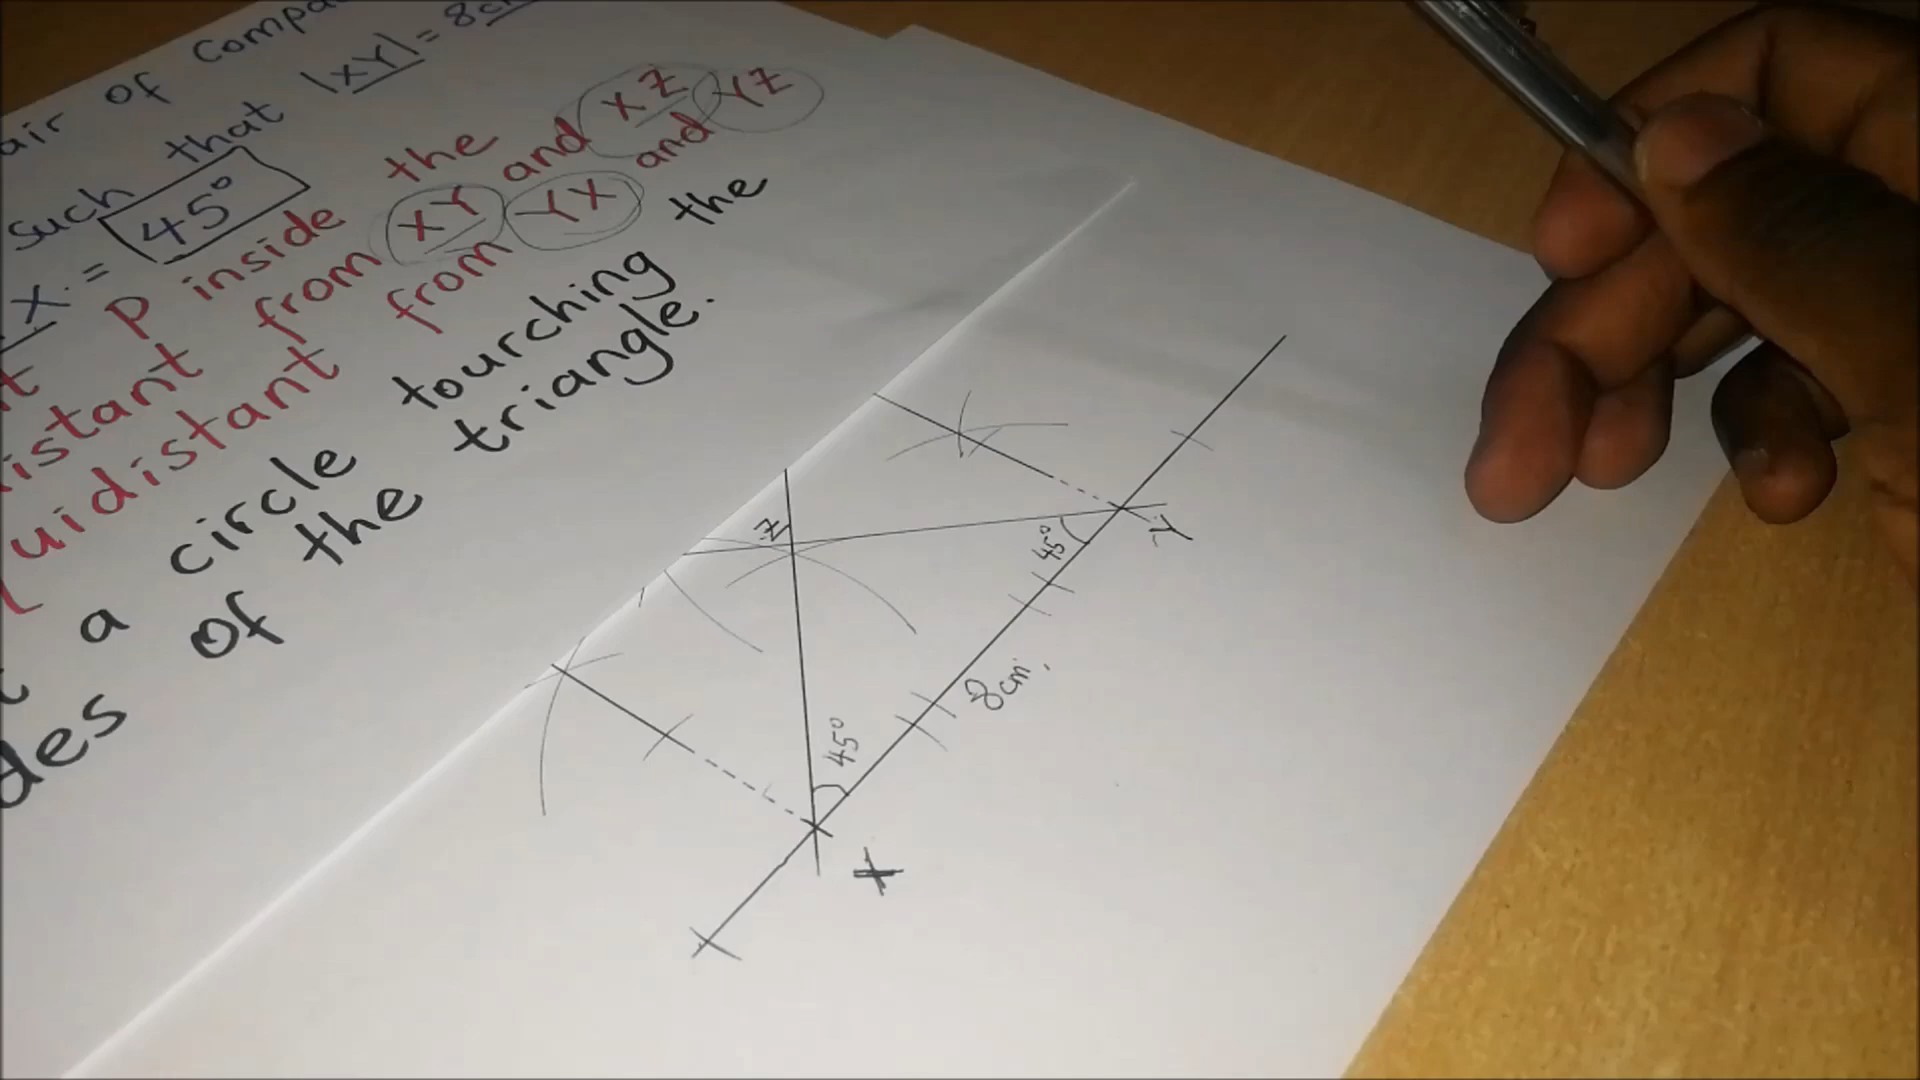 air of Compa
such that |XY| = 8c
X = 45°
P inside the
istant from XY and XZ
uidistant from YX and YZ
a circle tourching the
des of the triangle.
Z
Y
45°
8cm.
45°
X